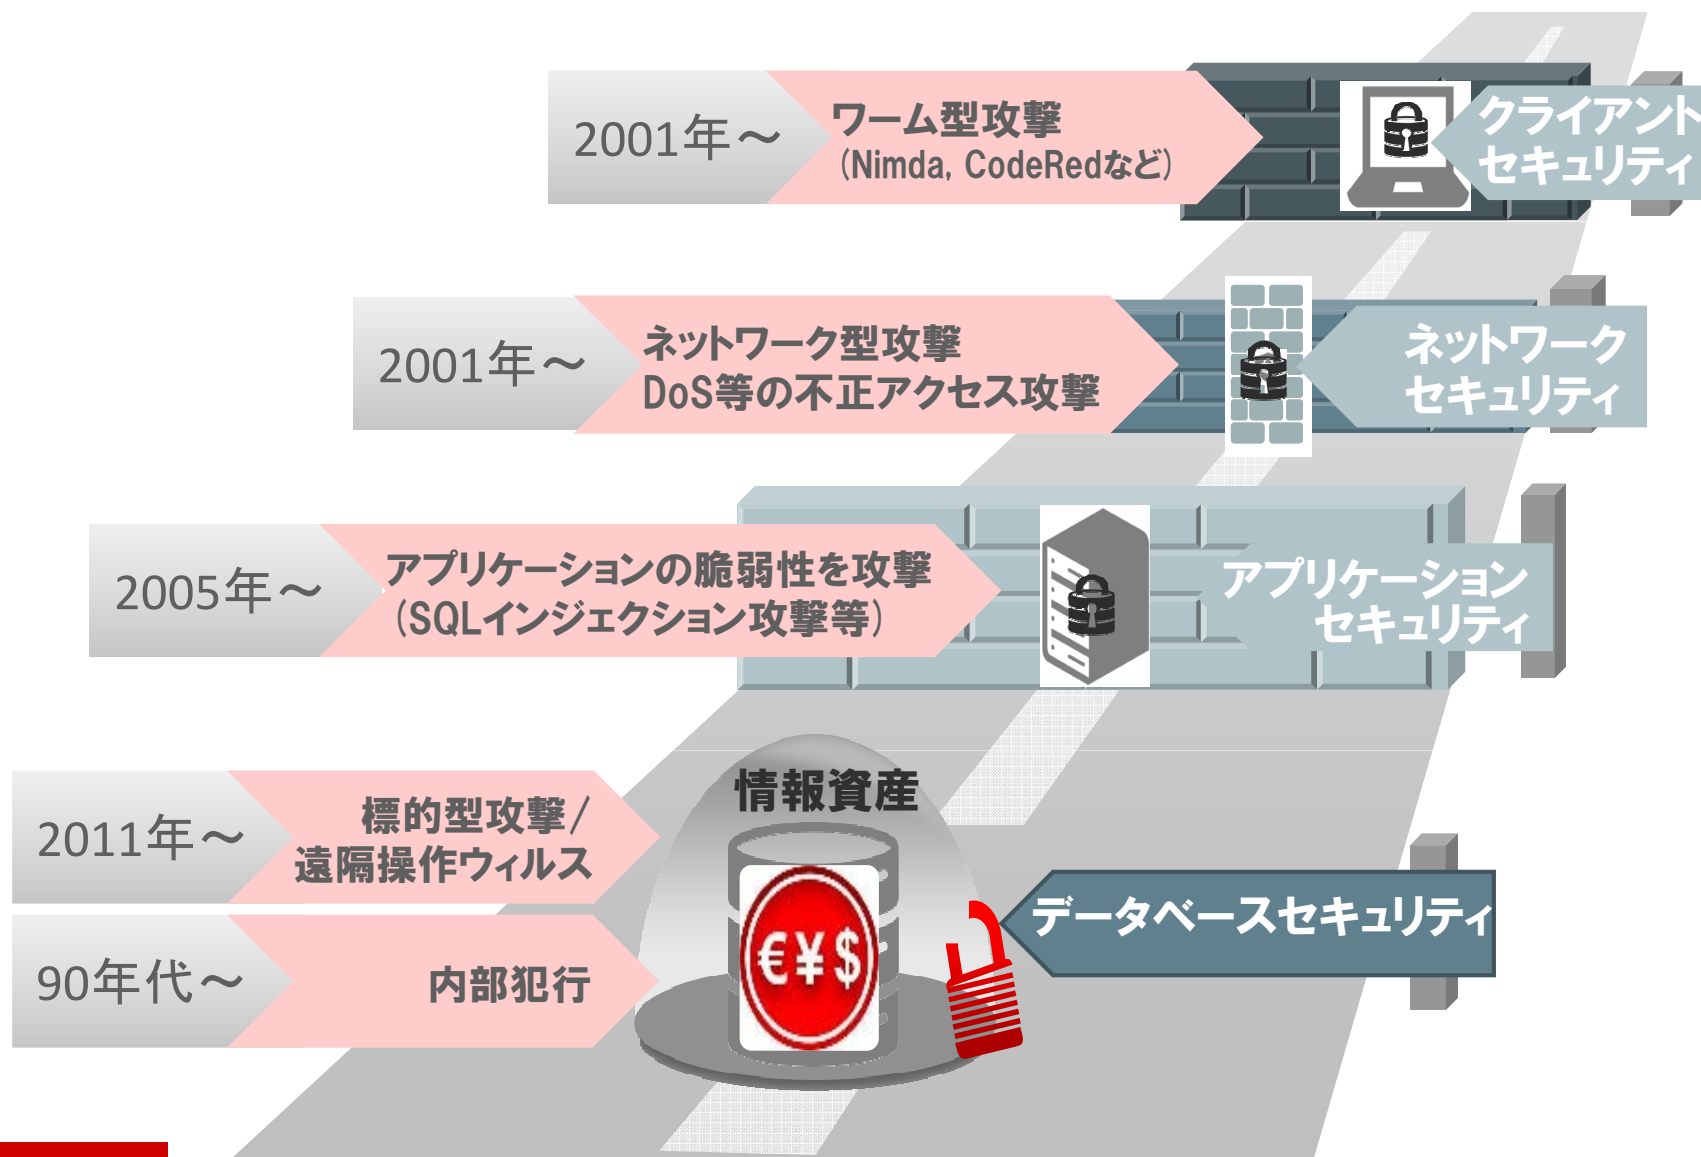 2001年～
ワーム型攻撃
(Nimda, CodeRedなど)
クライアント
セキュリティ
2001年～
ネットワーク型攻撃
DoS等の不正アクセス攻撃
ネットワーク
セキュリティ
2005年～
アプリケーションの脆弱性を攻撃
(SQLインジェクション攻撃等)
アプリケーション
セキュリティ
2011年～
標的型攻撃/
遠隔操作ウィルス
情報資産
€¥$
データベースセキュリティ
90年代～
内部犯行